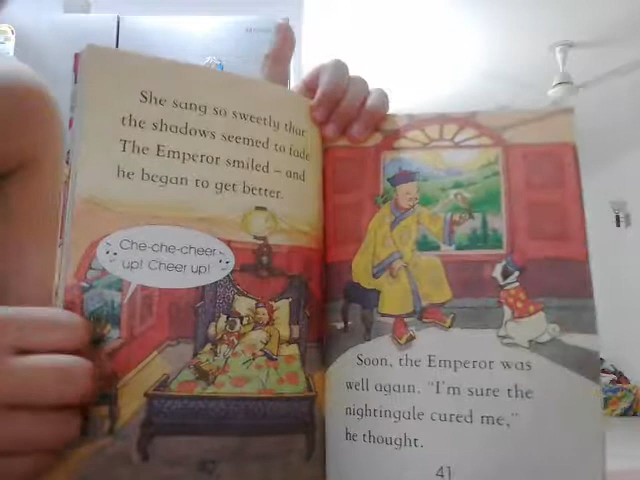 She sang so sweetly that
the shadows seemed to fade.
The Emperor smiled – and
he began to get better.
Che-che-cheer
up! Cheer up!
Soon, the Emperor was
well again. "I'm sure the
nightingale cured me,"
he thought.
41